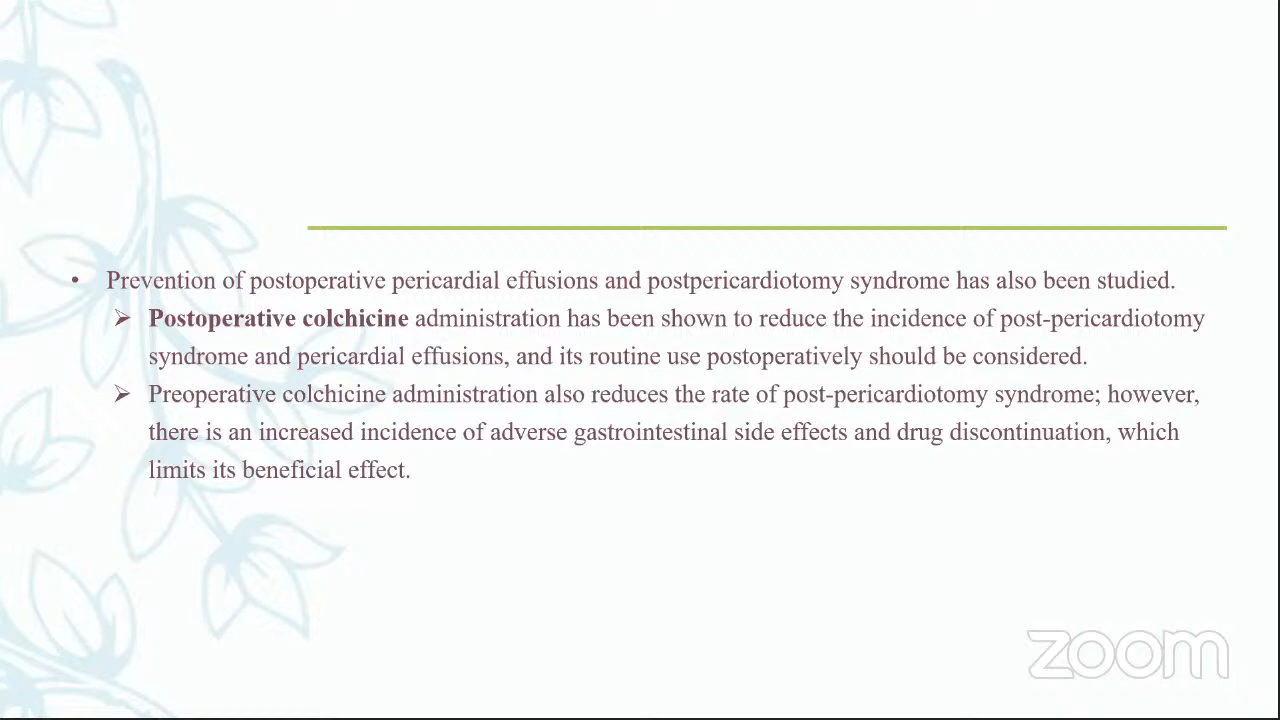 • Prevention of postoperative pericardial effusions and postpericardiotomy syndrome has also been studied.
➢ Postoperative colchicine administration has been shown to reduce the incidence of post-pericardiotomy
syndrome and pericardial effusions, and its routine use postoperatively should be considered.
➢ Preoperative colchicine administration also reduces the rate of post-pericardiotomy syndrome; however,
there is an increased incidence of adverse gastrointestinal side effects and drug discontinuation, which
limits its beneficial effect.
zoom